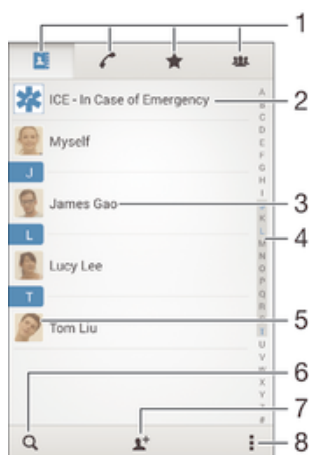 1
ICE - In Case of Emergency
2
Myself
J
James Gao
3
L
Lucy Lee
T
Tom Liu
A
B
C
D
E
F
G
H
I
J
K
L
M
N
O
P
Q
R
T
U
V
W
X
Y
#
4
5
6
7
8